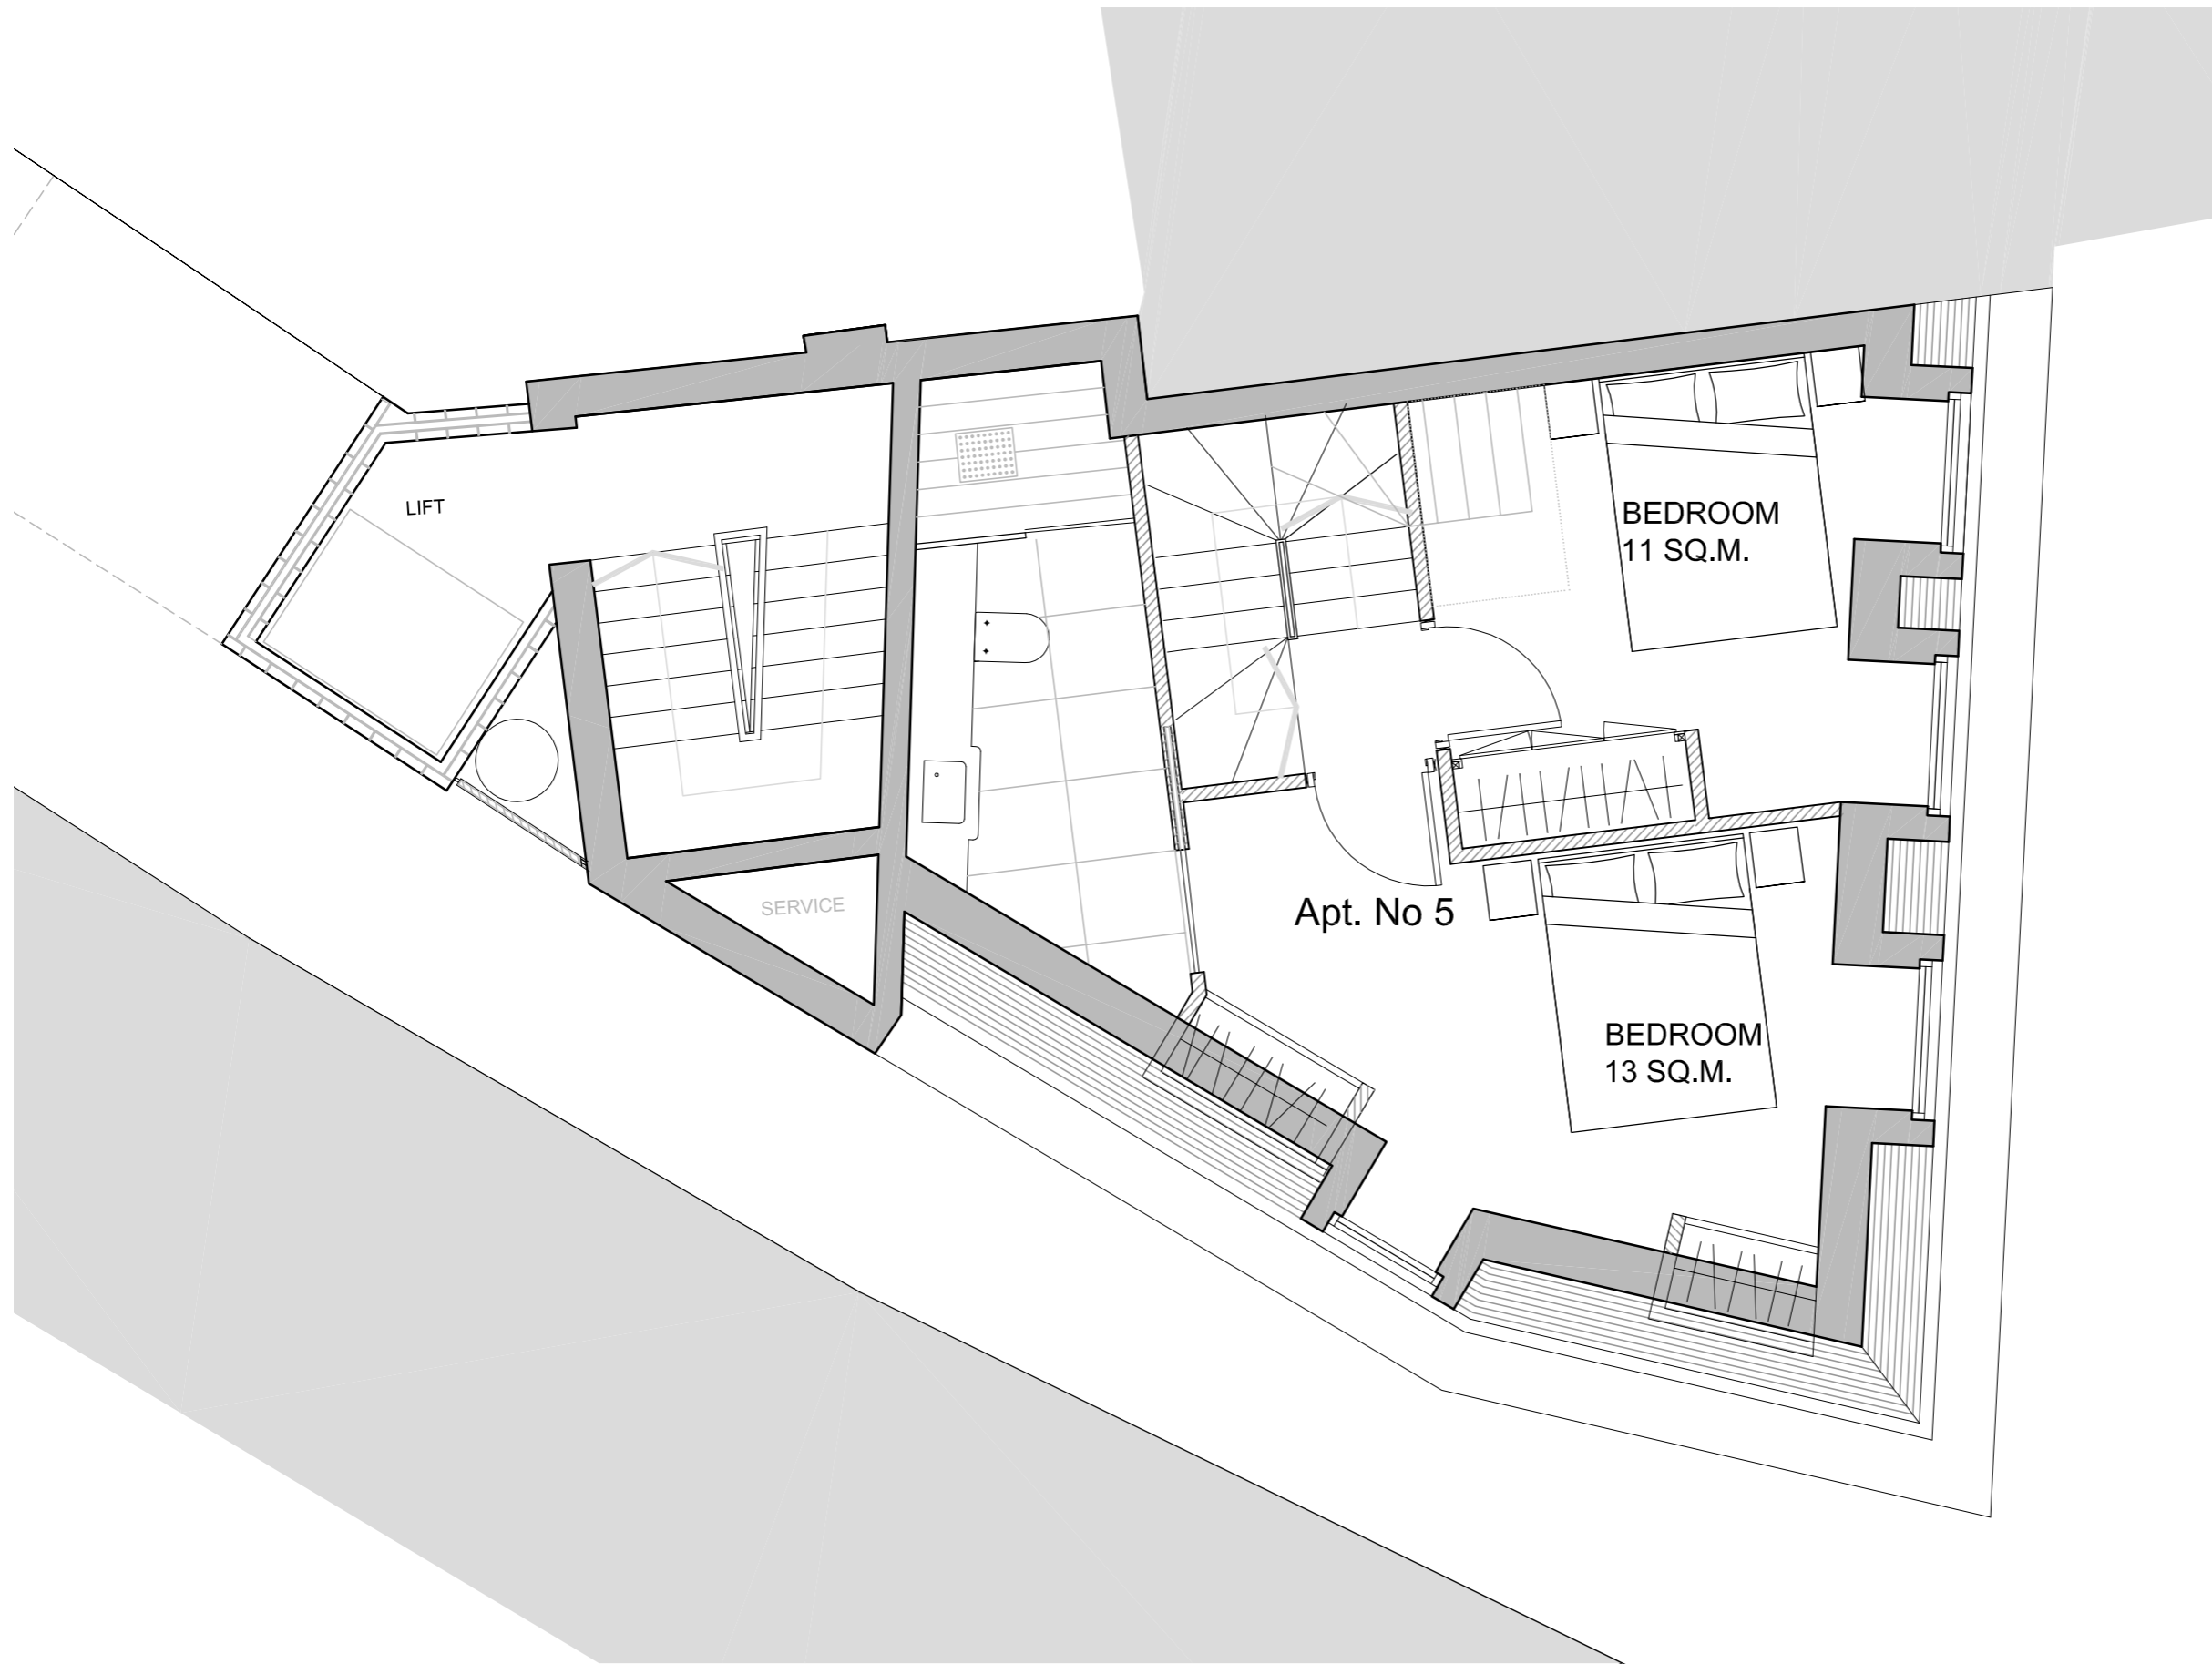 LIFT
BEDROOM
11 SQ.M.
SERVICE
Apt. No 5
BEDROOM
13 SQ.M.